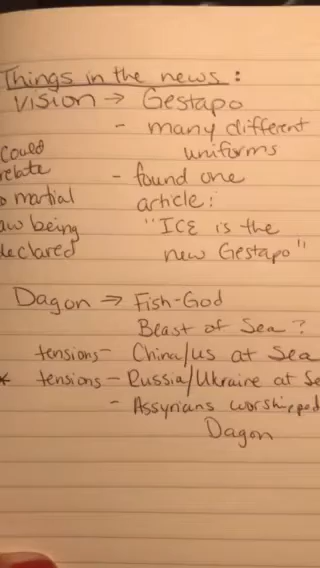 Things in the news:
vision → Gestapo
- many different
uniforms
could
relate
o martial
aw being
declared
- found one
article:
"ICE is the
new Gestapo"
Dagon → Fish-God
Beast of Sea?
tensions - China/US at Sea
* tensions - Russia/Ukraine at Se
- Assyrians worshipped
Dagon